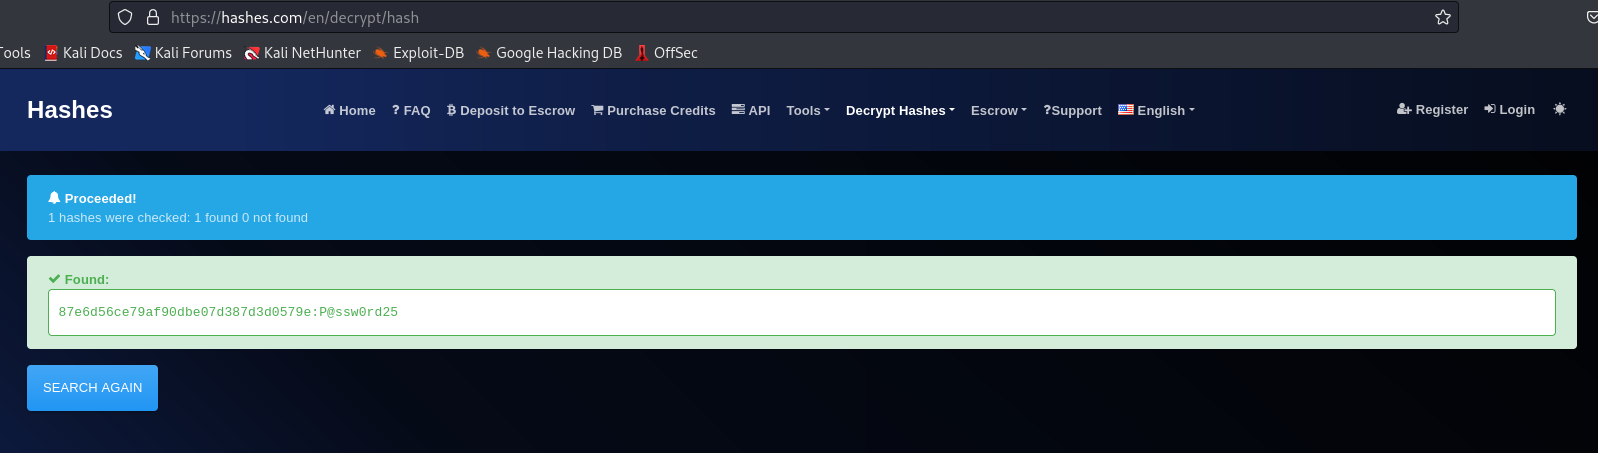 https://hashes.com/en/decrypt/hash
Tools Kali Docs Kali Forums Kali NetHunter Exploit-DB Google Hacking DB OffSec
Hashes Home ? FAQ Deposit to Escrow Purchase Credits API Tools Decrypt Hashes Escrow ?Support English Register Login
Proceeded!
1 hashes were checked: 1 found 0 not found
Found:
87e6d56ce79af90dbe07d387d3d0579e:P@ssw0rd25
SEARCH AGAIN